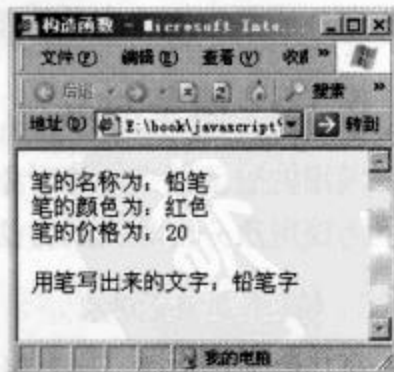 构造函数 - Microsoft Inte...
文件(F) 编辑(E) 查看(V) 收藏 »
后退 搜索 »
地址(D) E:\book\javascript 转到
笔的名称为：铅笔
笔的颜色为：红色
笔的价格为：20
用笔写出来的文字：铅笔字
我的电脑